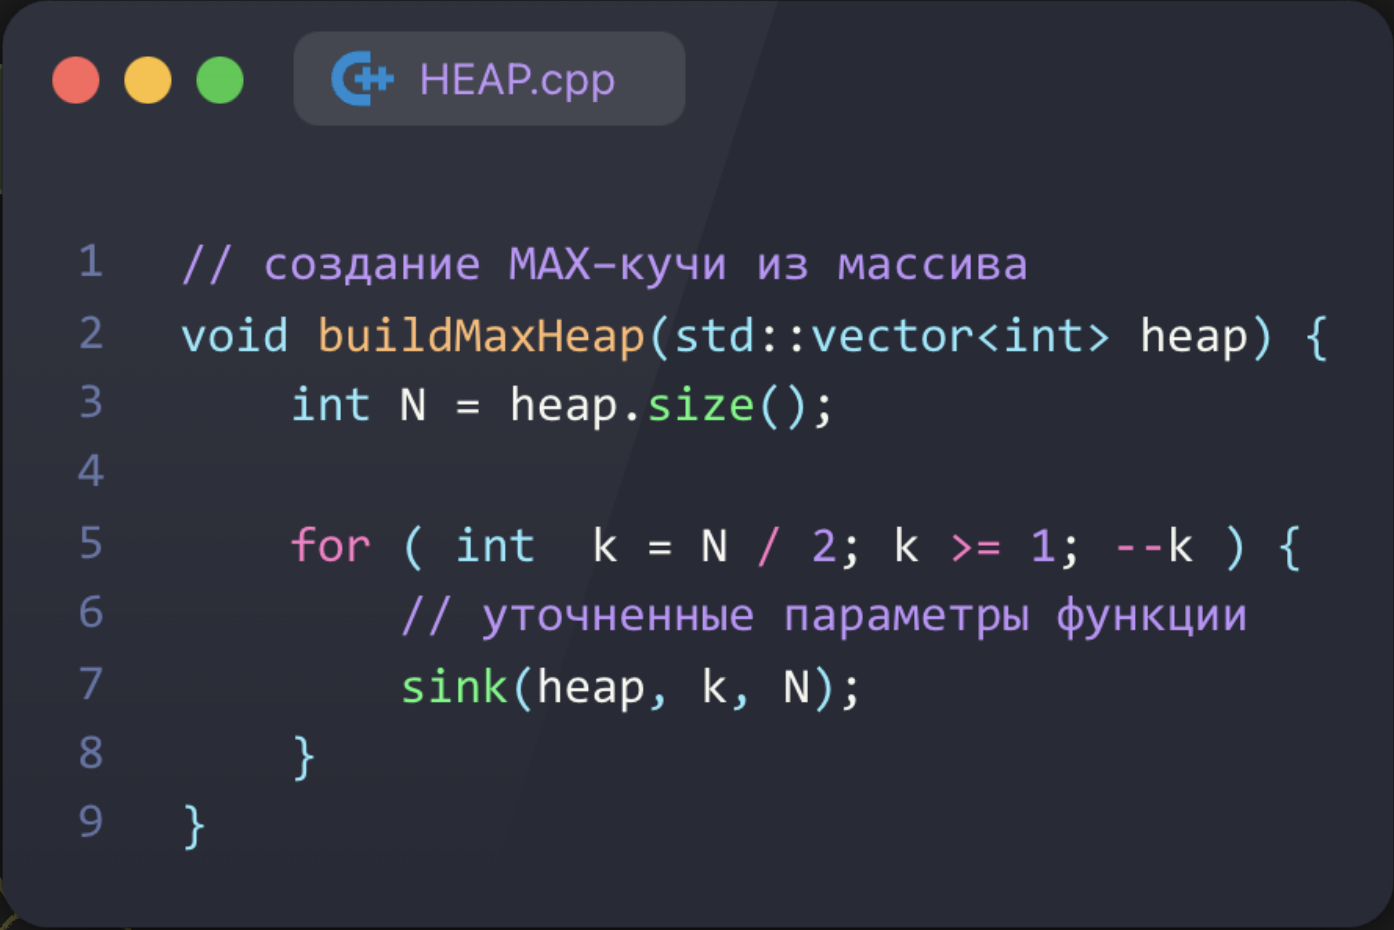 HEAP.cpp
1 // создание MAX-кучи из массива
2 void buildMaxHeap(std::vector<int> heap) {
3     int N = heap.size();
4
5     for ( int  k = N / 2; k >= 1; --k ) {
6         // уточненные параметры функции
7         sink(heap, k, N);
8     }
9 }